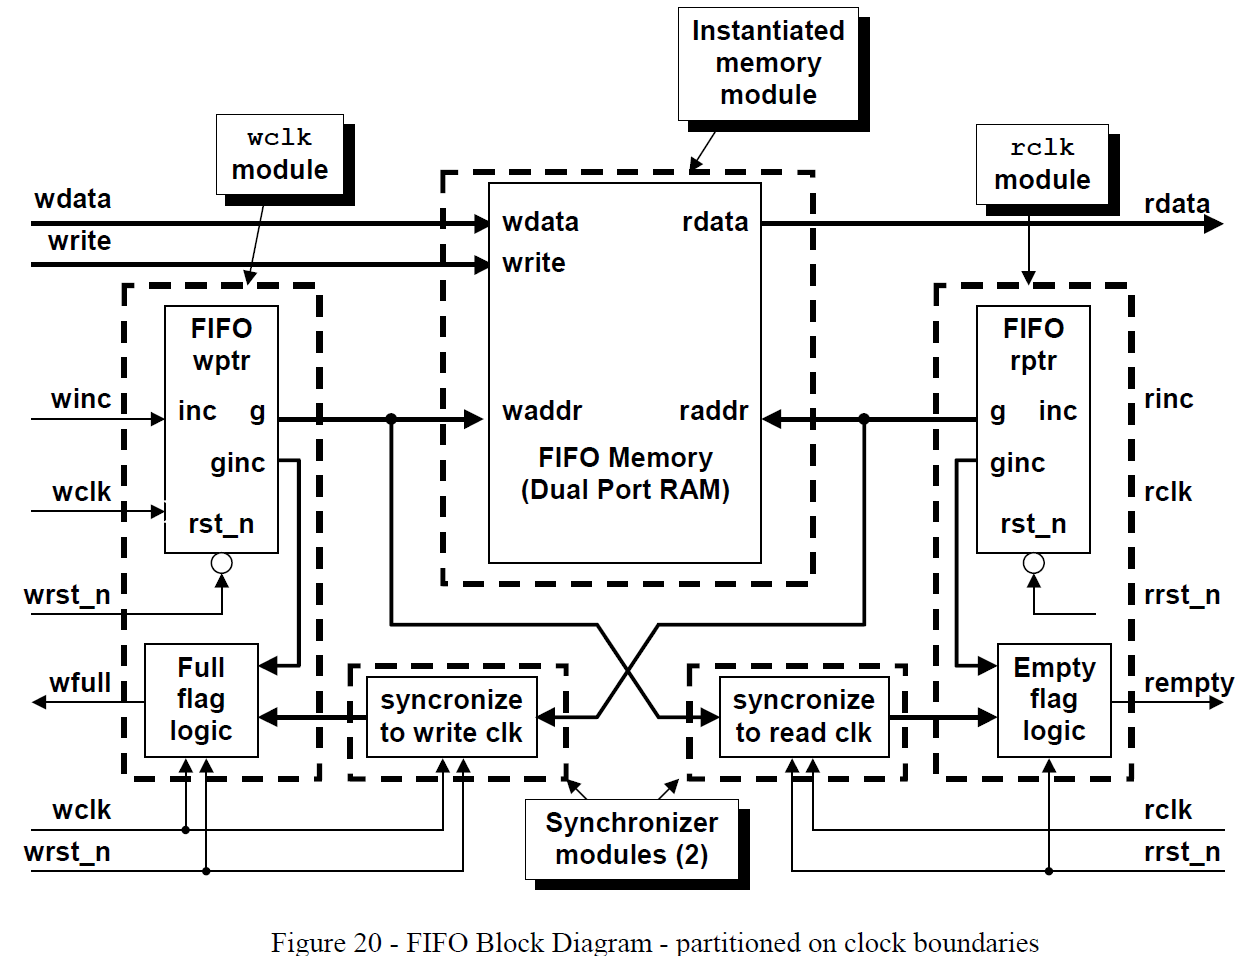 Instantiated
memory
module
wclk
module
rclk
module
wdata
write
rdata
wdata
write
rdata
FIFO
wptr
FIFO
rptr
winc
inc g
waddr
raddr
g inc
rinc
ginc
FIFO Memory
(Dual Port RAM)
ginc
wclk
rclk
rst_n
rst_n
wrst_n
rrst_n
wfull
Full
flag
logic
syncronize
to write clk
syncronize
to read clk
Empty
flag
logic
rempty
wclk
wrst_n
Synchronizer
modules (2)
rclk
rrst_n
Figure 20 - FIFO Block Diagram - partitioned on clock boundaries